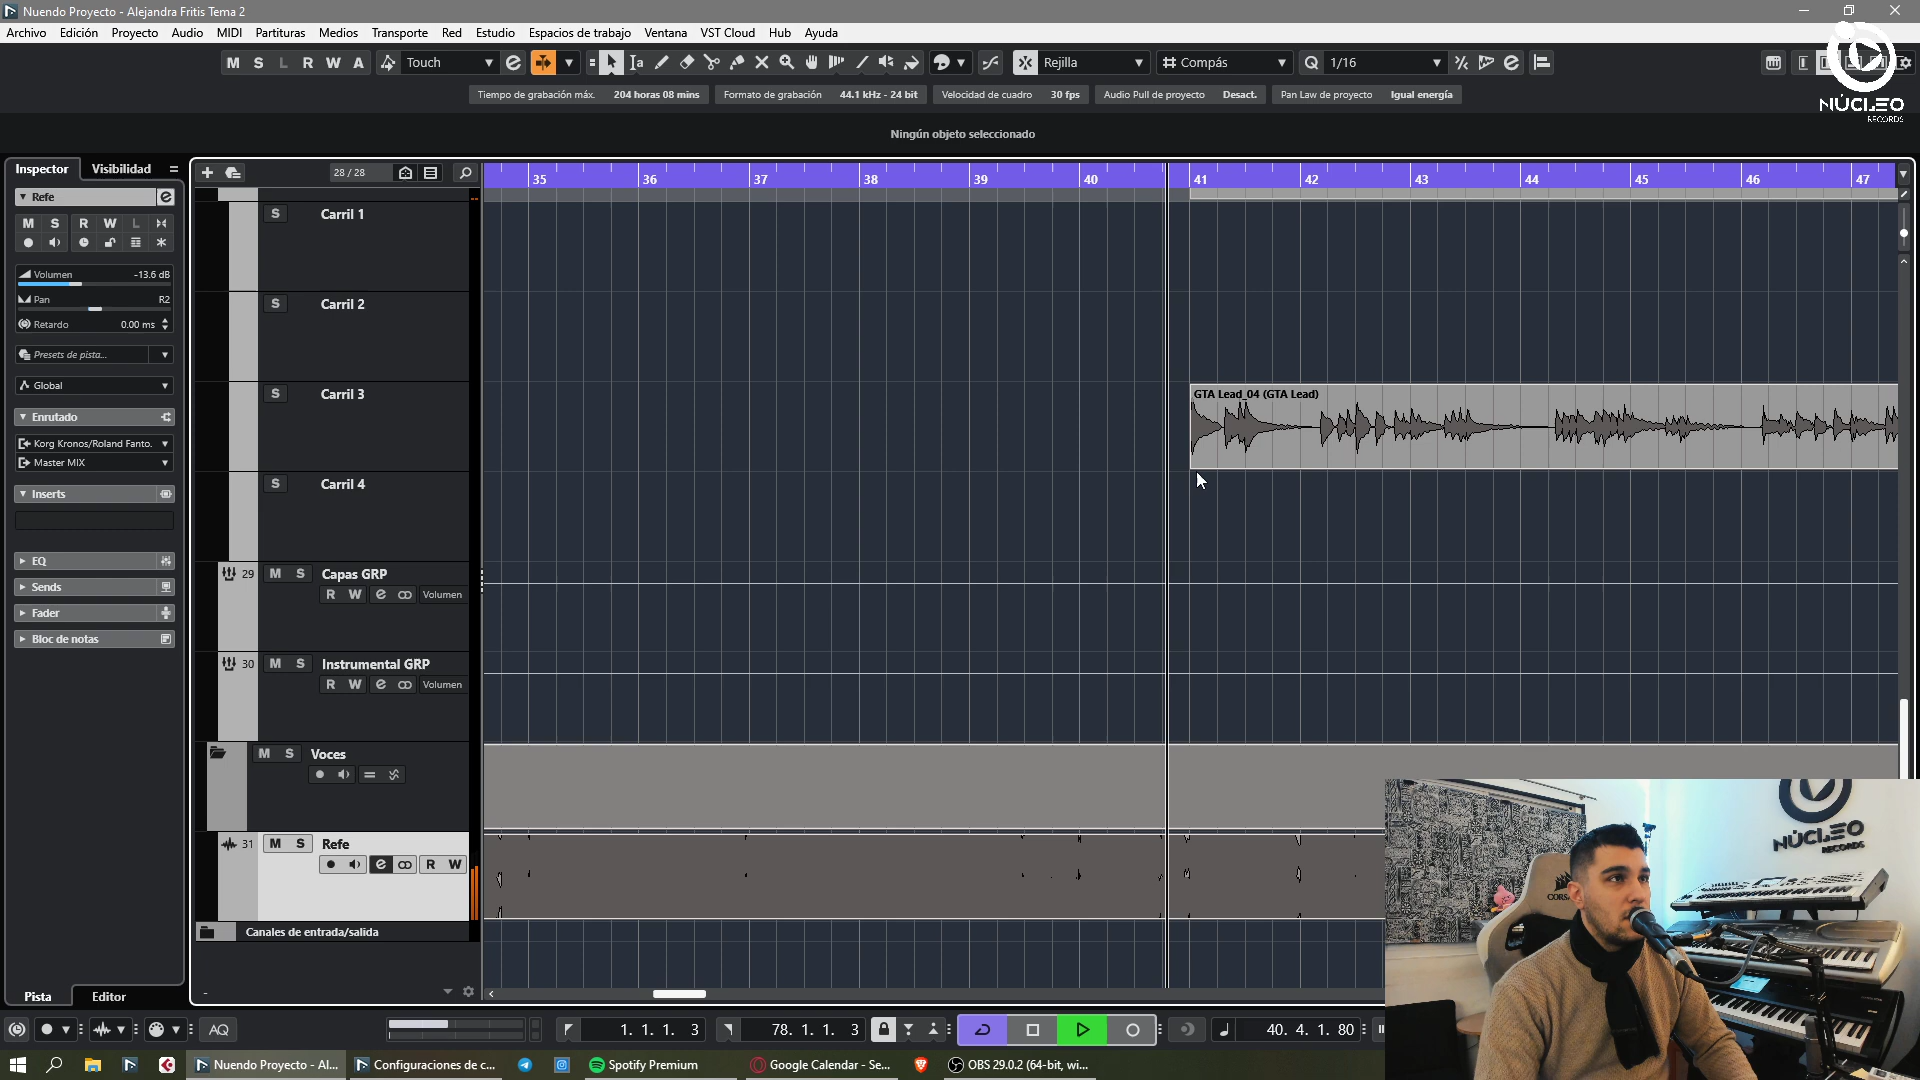 Nuendo Proyecto - Alejandra Fritis Tema 2
Archivo Edición Proyecto Audio MIDI Partituras Medios Transporte Red Estudio Espacios de trabajo Ventana VST Cloud Hub Ayuda
M S L R W A Touch Rejilla Compás Q 1/16
NÚCLEO
RECORDS
Tiempo de grabación máx. 204 horas 08 mins Formato de grabación 44.1 kHz - 24 bit Velocidad de cuadro 30 fps Audio Pull de proyecto Desact. Pan Law de proyecto Igual energía
Ningún objeto seleccionado
Inspector Visibilidad
28 / 28
35 36 37 38 39 40 41 42 43 44 45 46 47
Refe
M S R W L
Volumen -13.6 dB
Pan R2
Retardo 0.00 ms
Presets de pista...
Global
Enrutado
Korg Kronos/Roland Fanto.
Master MIX
Inserts
EQ
Sends
Fader
Bloc de notas
S Carril 1
S Carril 2
S Carril 3
GTA Lead_04 (GTA Lead)
S Carril 4
29 M S Capas GRP
R W e Volumen
30 M S Instrumental GRP
R W e Volumen
M S Voces
31 M S Refe
e R W
Canales de entrada/salida
NÚCLEO
RECORDS
CORS
Pista Editor
AQ 1. 1. 1. 3 78. 1. 1. 3 40. 4. 1. 80
Nuendo Proyecto - Al... Configuraciones de c... Spotify Premium Google Calendar - Se... OBS 29.0.2 (64-bit, wi...